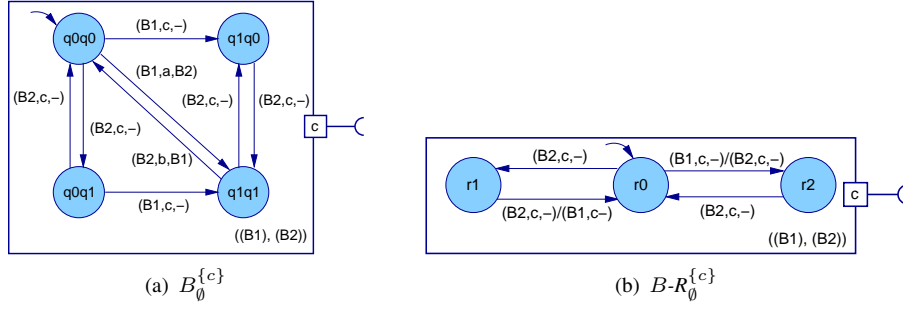 q0q0
(B1,c,–)
q1q0
(B1,a,B2)
(B2,c,–)
(B2,c,–)
(B2,c,–)
(B2,c,–)
(B2,b,B1)
c
q0q1
(B1,c,–)
q1q1
((B1), (B2))
(a) B∅{c}
(B2,c,–)
(B1,c,–)/(B2,c,–)
r1
r0
r2
c
(B2,c,–)/(B1,c–)
(B2,c,–)
((B1), (B2))
(b) B-R∅{c}